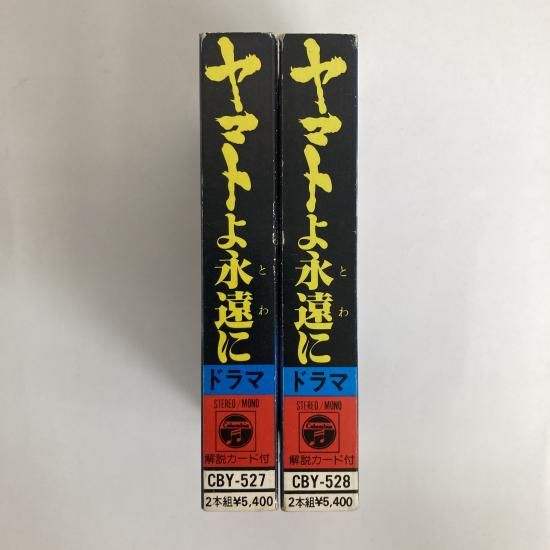 ヤマトよ永遠に
とわ
ドラマ
STEREO/MONO
Columbia
解説カード付
CBY-527
2本組¥5,400
ヤマトよ永遠に
とわ
ドラマ
STEREO/MONO
Columbia
解説カード付
CBY-528
2本組¥5,400